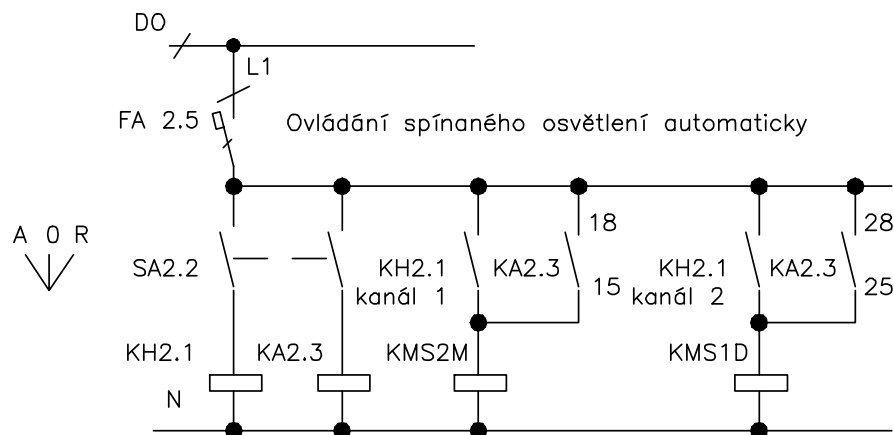 DO
L1
FA 2.5
Ovládání spínaného osvětlení automaticky
A 0 R
SA2.2
KH2.1
kanál 1
KA2.3
18
15
KH2.1
kanál 2
KA2.3
28
25
KH2.1
KA2.3
KMS2M
KMS1D
N